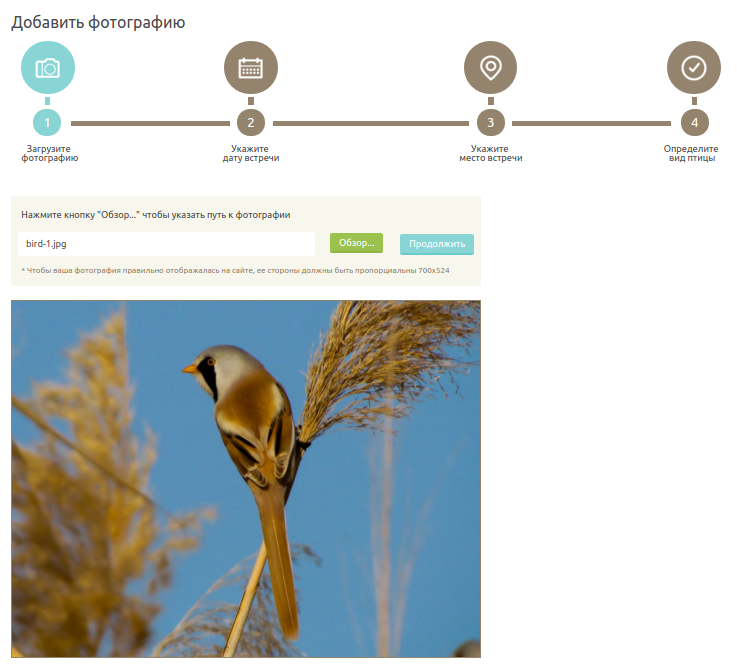 Добавить фотографию
1
2
3
4
Загрузите
фотографию
Укажите
дату встречи
Укажите
место встречи
Определите
вид птицы
Нажмите кнопку "Обзор..." чтобы указать путь к фотографии
bird-1.jpg
Обзор...
Продолжить
* Чтобы ваша фотография правильно отображалась на сайте, ее стороны должны быть пропорциальны 700x524